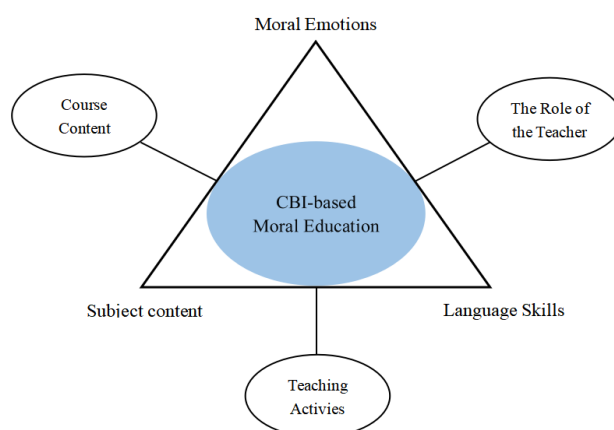 Moral Emotions
Course
Content
The Role of
the Teacher
CBI-based
Moral Education
Subject content
Language Skills
Teaching
Activies